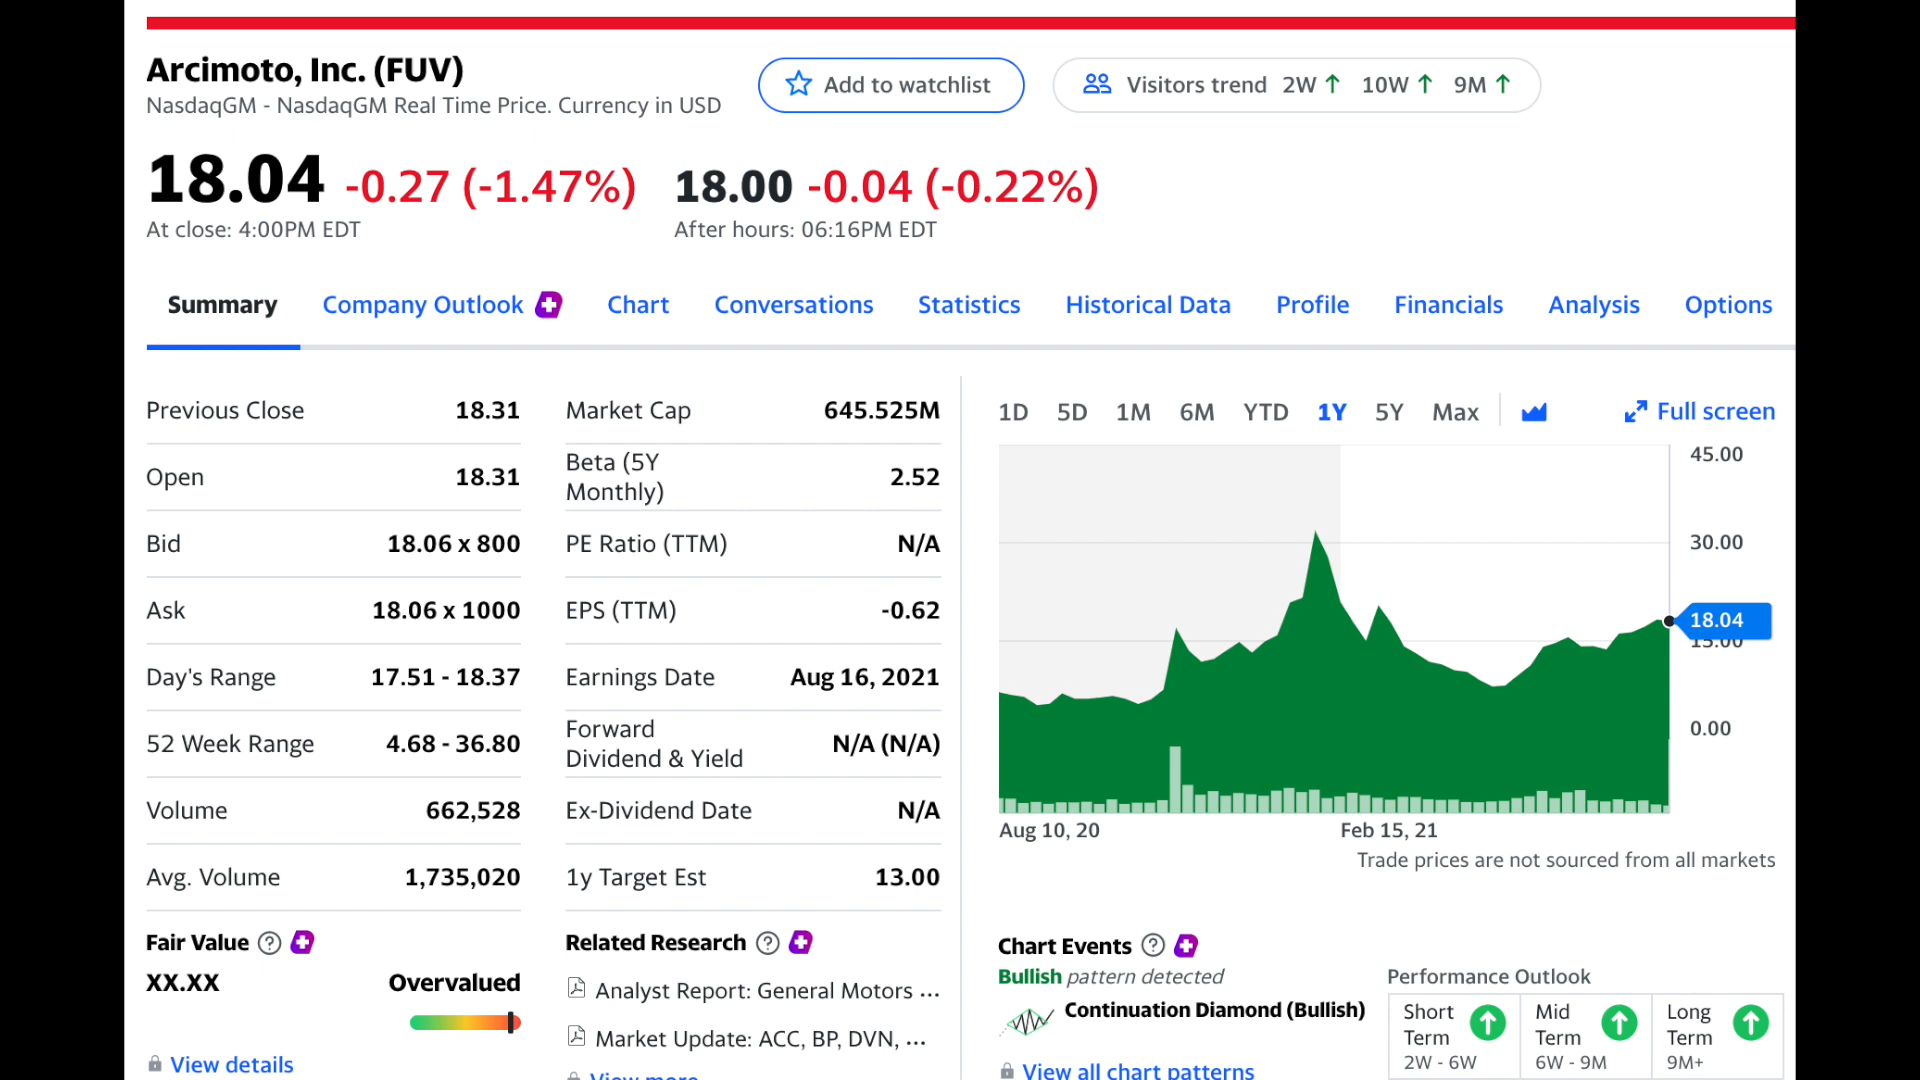 Arcimoto, Inc. (FUV)
NasdaqGM - NasdaqGM Real Time Price. Currency in USD
Add to watchlist
Visitors trend 2W ↑ 10W ↑ 9M ↑
18.04 -0.27 (-1.47%)
At close: 4:00PM EDT
18.00 -0.04 (-0.22%)
After hours: 06:16PM EDT
Summary Company Outlook Chart Conversations Statistics Historical Data Profile Financials Analysis Options
Previous Close 18.31
Open 18.31
Bid 18.06 x 800
Ask 18.06 x 1000
Day's Range 17.51 - 18.37
52 Week Range 4.68 - 36.80
Volume 662,528
Avg. Volume 1,735,020
Market Cap 645.525M
Beta (5Y
Monthly) 2.52
PE Ratio (TTM) N/A
EPS (TTM) -0.62
Earnings Date Aug 16, 2021
Forward
Dividend & Yield N/A (N/A)
Ex-Dividend Date N/A
1y Target Est 13.00
1D 5D 1M 6M YTD 1Y 5Y Max Full screen
45.00
30.00
18.04
15.00
0.00
Aug 10, 20 Feb 15, 21
Trade prices are not sourced from all markets
Fair Value ?
XX.XX Overvalued
View details
Related Research ?
Analyst Report: General Motors ...
Market Update: ACC, BP, DVN, ...
View more
Chart Events ?
Bullish pattern detected
Continuation Diamond (Bullish)
View all chart patterns
Performance Outlook
Short
Term
2W - 6W
Mid
Term
6W - 9M
Long
Term
9M+